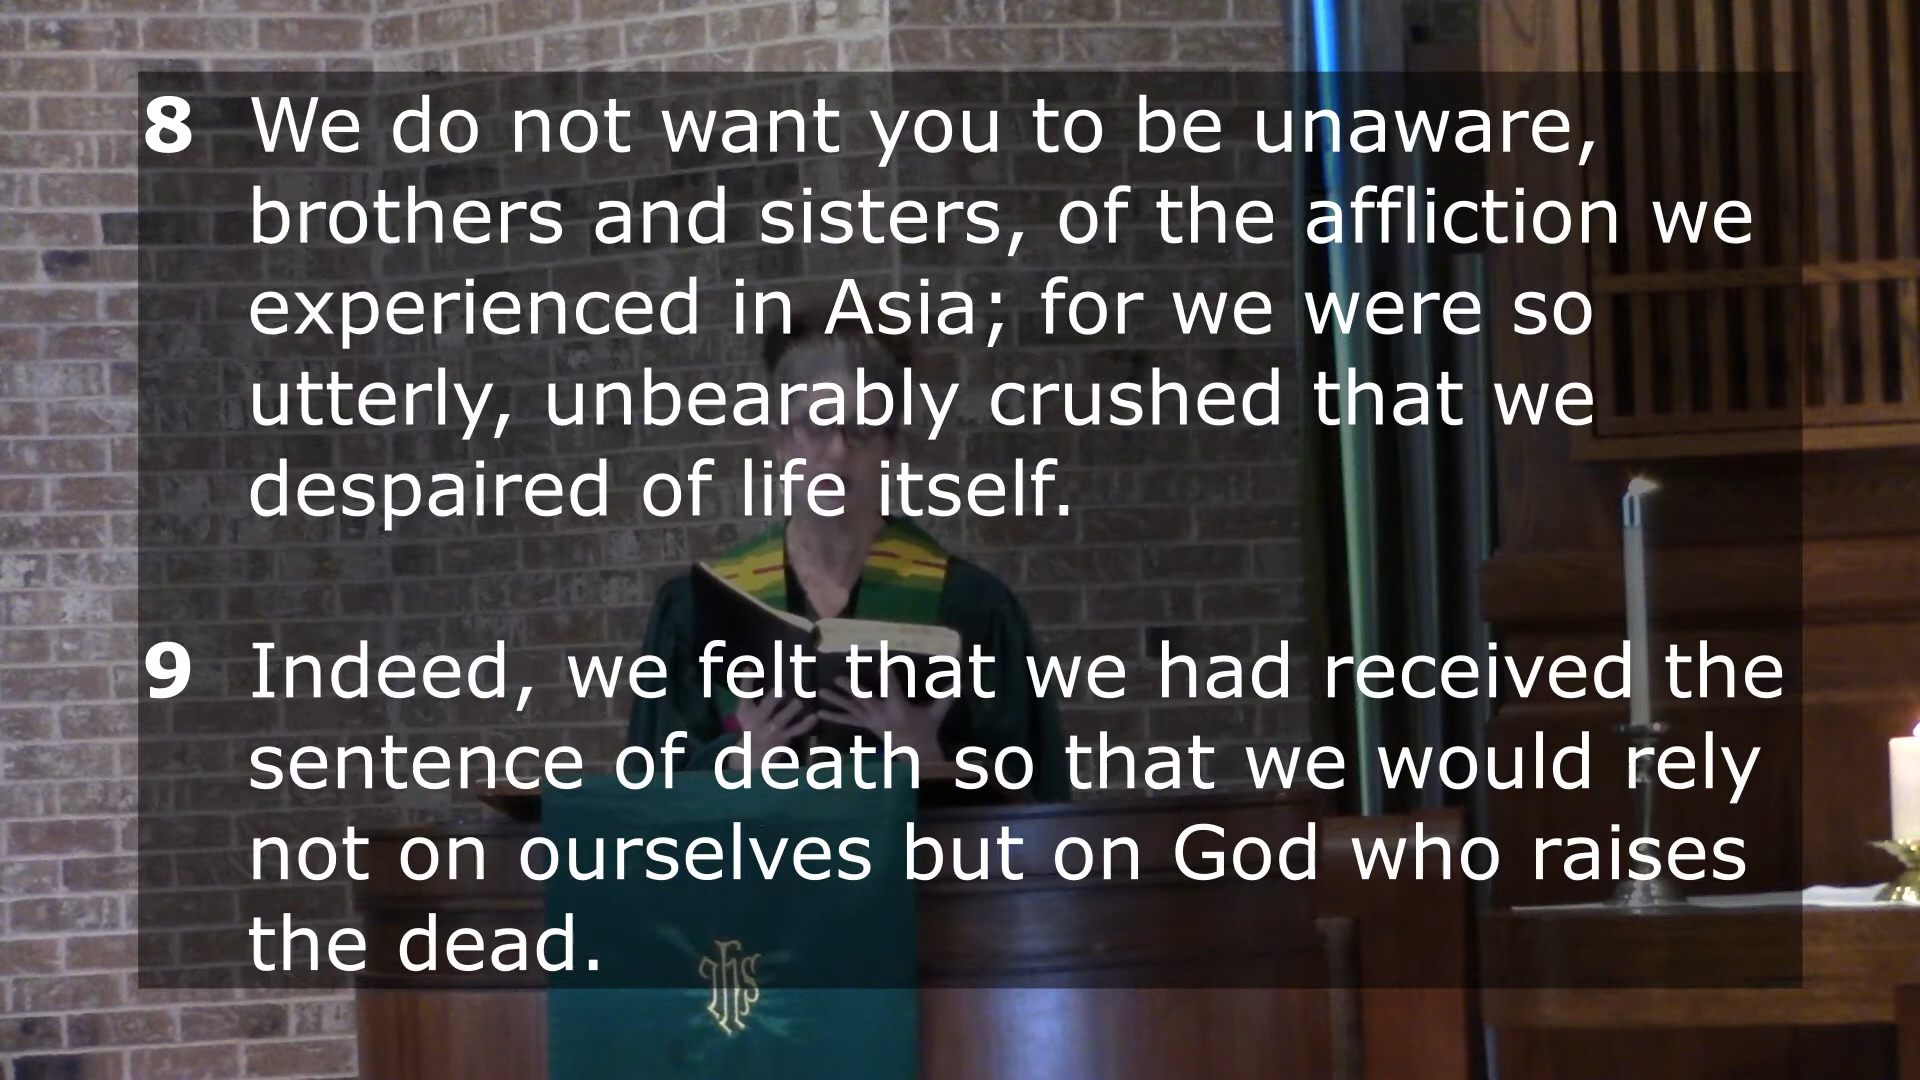 8 We do not want you to be unaware,
brothers and sisters, of the affliction we
experienced in Asia; for we were so
utterly, unbearably crushed that we
despaired of life itself.
9 Indeed, we felt that we had received the
sentence of death so that we would rely
not on ourselves but on God who raises
the dead.
IHS